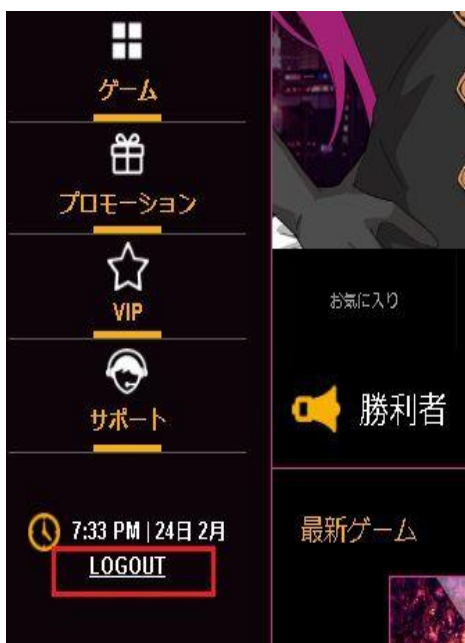 ゲーム
プロモーション
VIP
サポート
7:33 PM | 24日 2月
LOGOUT
お気に入り
勝利者
最新ゲーム